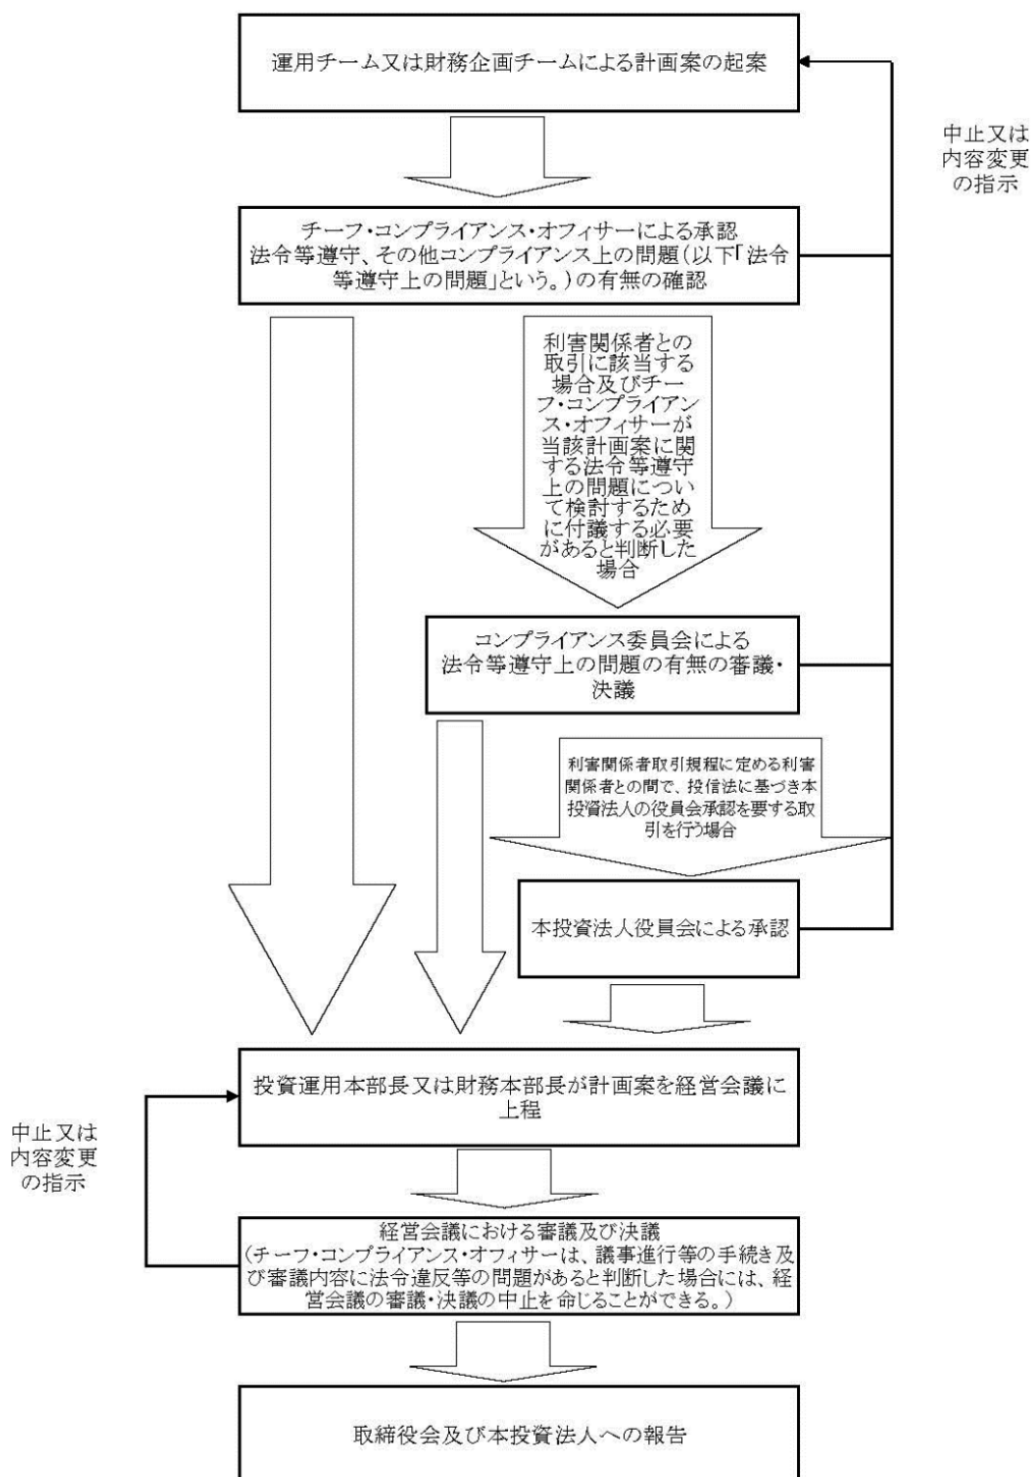 運用チーム又は財務企画チームによる計画案の起案
中止又は
内容変更
の指示
チーフ・コンプライアンス・オフィサーによる承認
法令等遵守、その他コンプライアンス上の問題(以下「法令
等遵守上の問題」という。)の有無の確認
利害関係者との
取引に該当する
場合及びチー
フ・コンプライアン
ス・オフィサーが
当該計画案に関
する法令等遵守
上の問題につい
て検討するため
に付議する必要
があると判断した
場合
コンプライアンス委員会による
法令等遵守上の問題の有無の審議・
決議
利害関係者取引規程に定める利害
関係者との間で、投信法に基づき本
投資法人の役員会承認を要する取
引を行う場合
本投資法人役員会による承認
投資運用本部長又は財務本部長が計画案を経営会議に
上程
中止又は
内容変更
の指示
経営会議における審議及び決議
(チーフ・コンプライアンス・オフィサーは、議事進行等の手続き及
び審議内容に法令違反等の問題があると判断した場合には、経
営会議の審議・決議の中止を命じることができる。)
取締役会及び本投資法人への報告